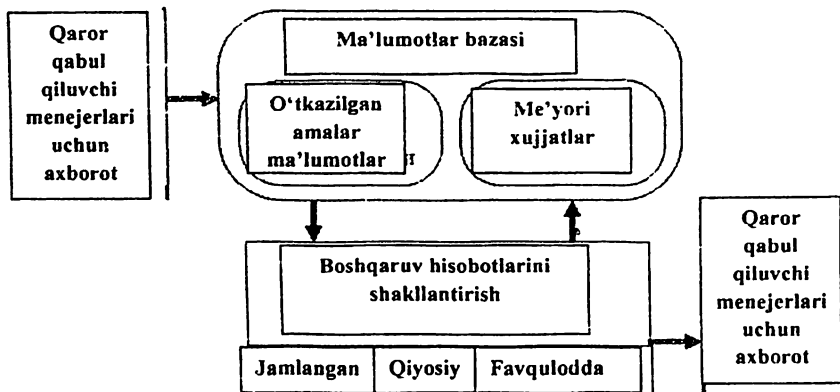 Qaror
qabul
qiluvchi
menejerlari
uchun
axborot
Ma'lumotlar bazasi
O‘tkazilgan
amalar
ma'lumotlar
Me'yori
xujjatlar
Boshqaruv hisobotlarini
shakllantirish
Jamlangan
Qiyosiy
Favqulodda
Qaror
qabul
qiluvchi
menejerlari
uchun
axborot